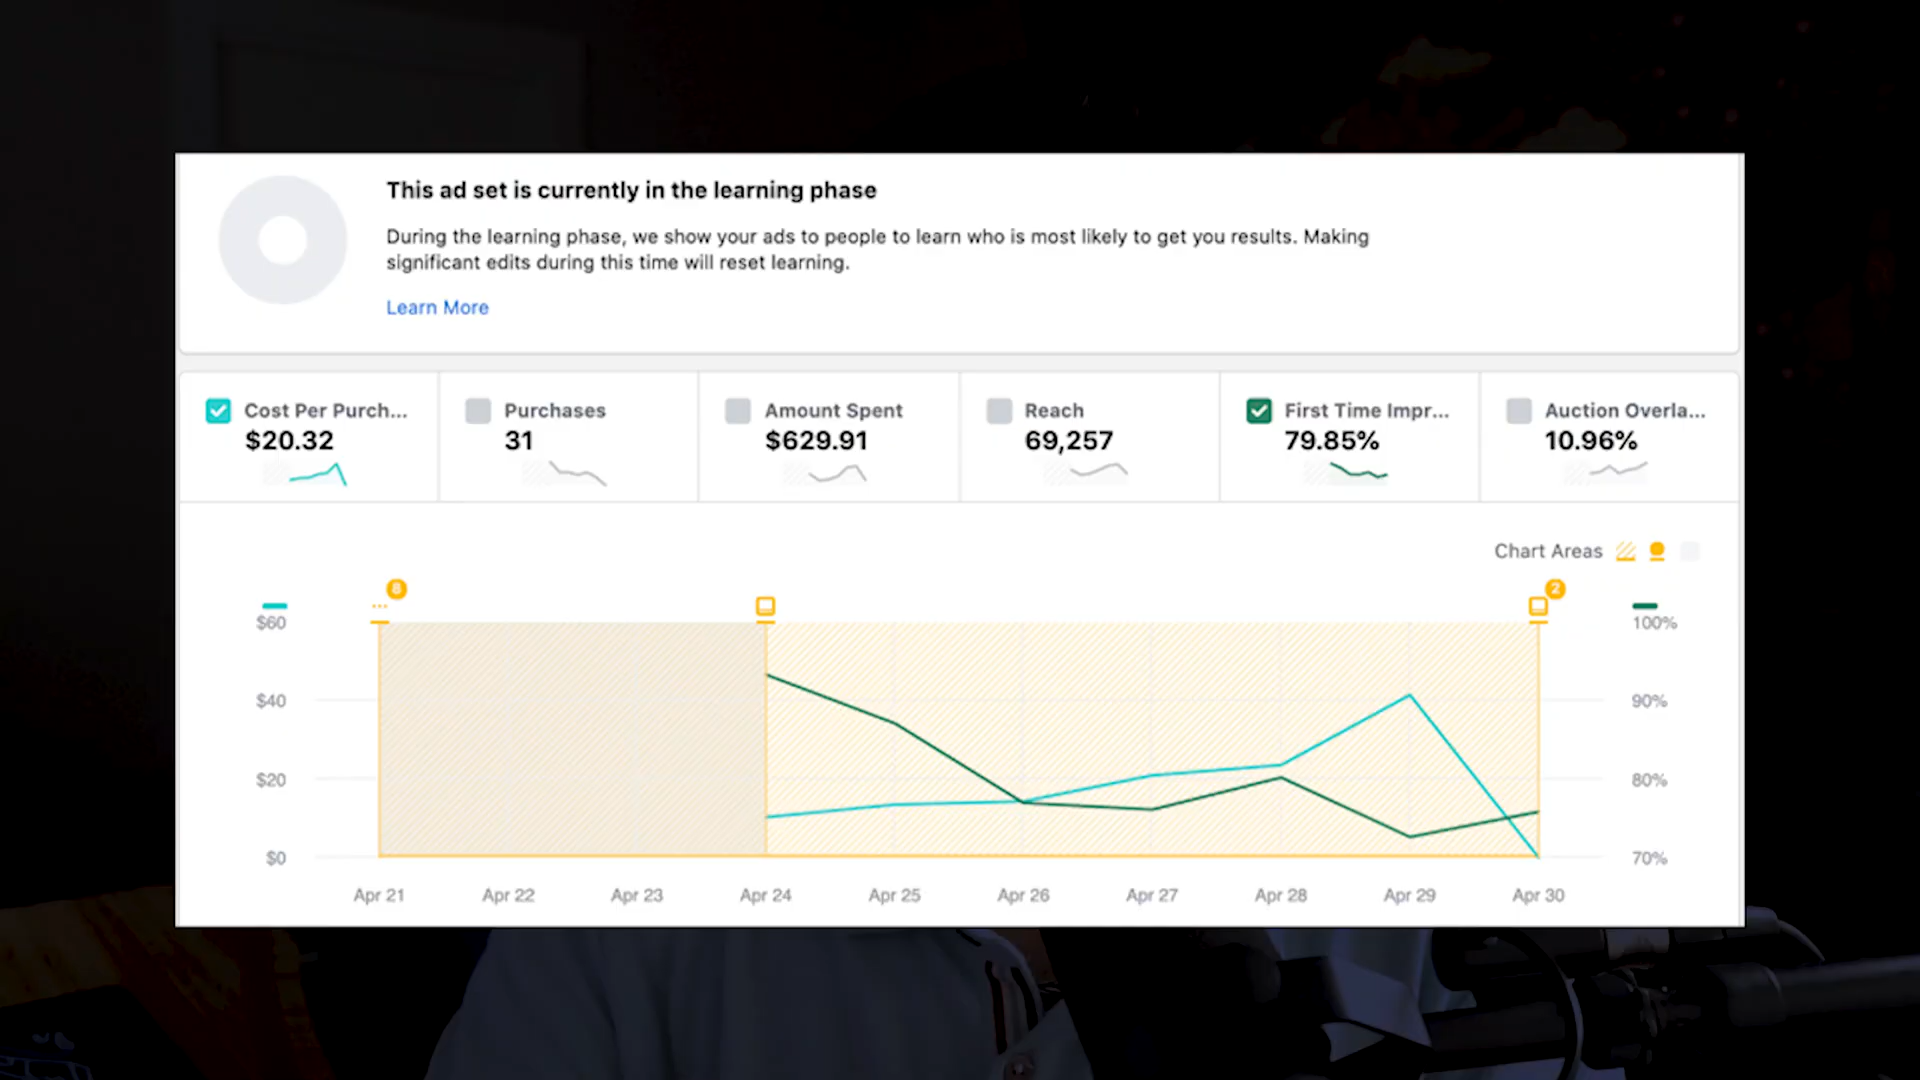 This ad set is currently in the learning phase
During the learning phase, we show your ads to people to learn who is most likely to get you results. Making
significant edits during this time will reset learning.
Learn More
Cost Per Purch...
$20.32
Purchases
31
Amount Spent
$629.91
Reach
69,257
First Time Impr...
79.85%
Auction Overla...
10.96%
Chart Areas
8
2
$60
$40
$20
$0
100%
90%
80%
70%
Apr 21
Apr 22
Apr 23
Apr 24
Apr 25
Apr 26
Apr 27
Apr 28
Apr 29
Apr 30